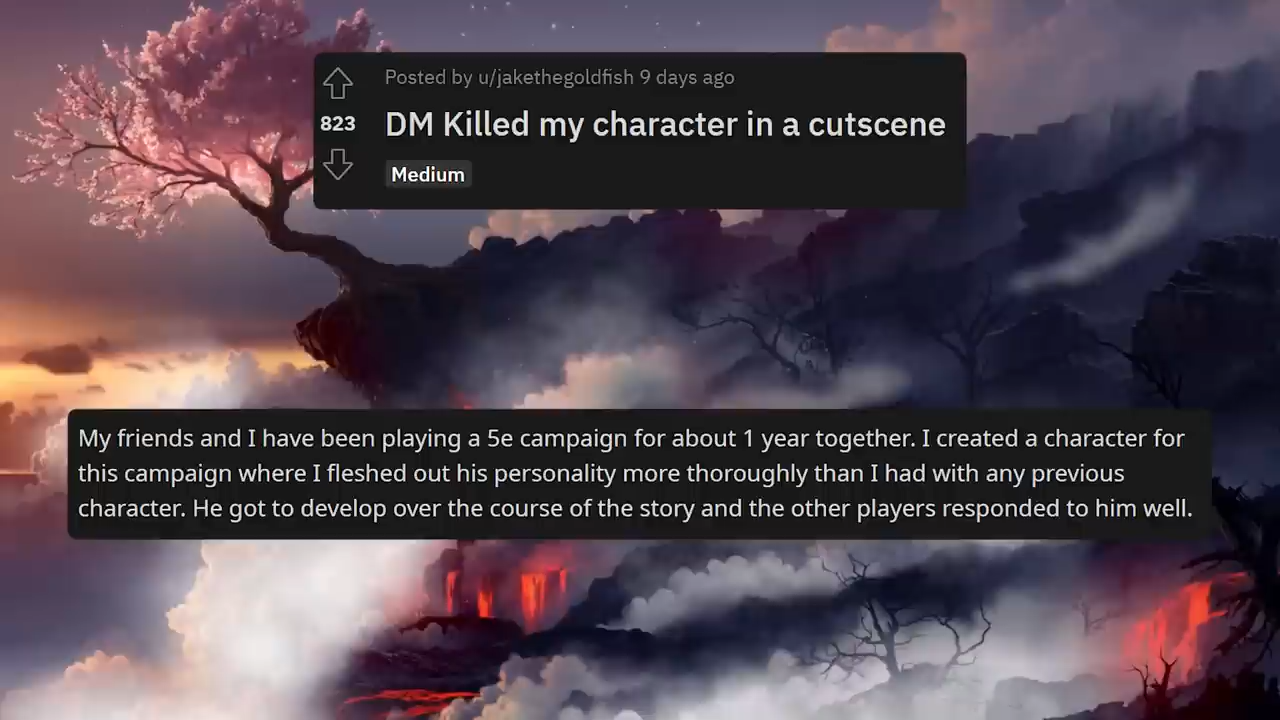 Posted by u/jakethegoldfish 9 days ago
823
DM Killed my character in a cutscene
Medium
My friends and I have been playing a 5e campaign for about 1 year together. I created a character for
this campaign where I fleshed out his personality more thoroughly than I had with any previous
character. He got to develop over the course of the story and the other players responded to him well.